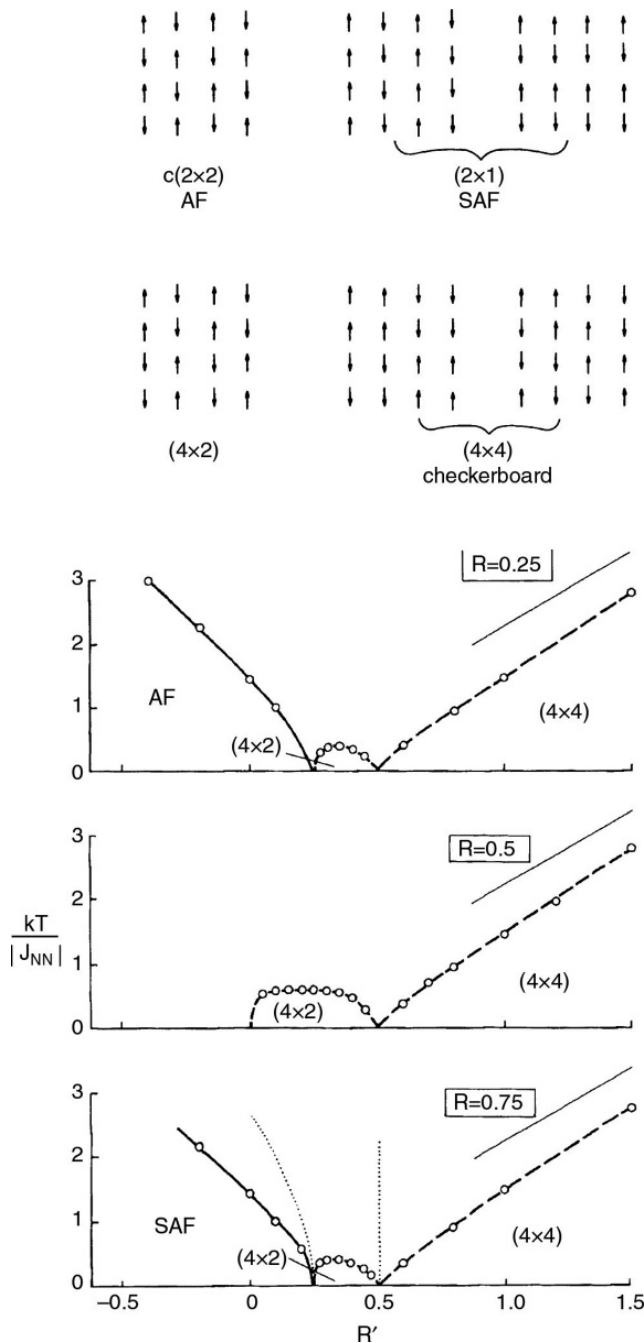 c(2×2) (2×1)
AF SAF
(4×2) (4×4)
checkerboard
3
R=0.25
2
1
AF
(4×2)
(4×4)
0
3
R=0.5
2
kT
|J_NN|
1
(4×2)
(4×4)
0
3
R=0.75
2
1
SAF
(4×2)
(4×4)
0
−0.5 0 0.5 1.0 1.5
R′